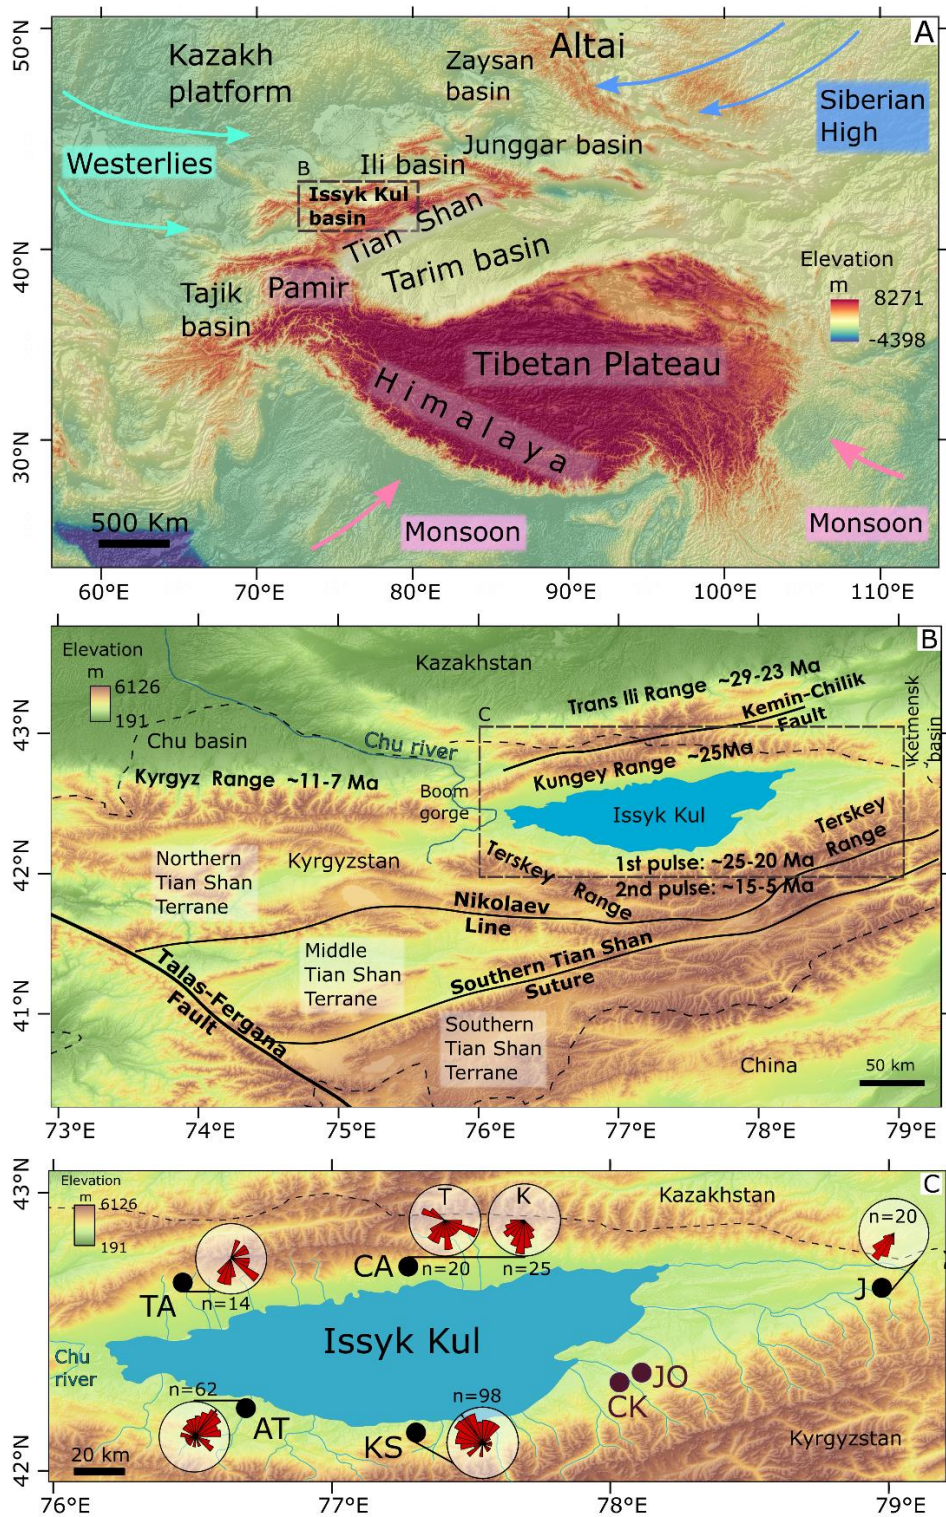 A
50°N
40°N
30°N
Kazakh
platform
Altai
Zaysan
basin
Siberian
High
Junggar basin
Westerlies
Ili basin
B
Issyk Kul
basin
Tian Shan
Tarim basin
Pamir
Tajik
basin
Elevation
m
8271
-4398
Tibetan Plateau
Himalaya
Monsoon
Monsoon
500 Km
60°E
70°E
80°E
90°E
100°E
110°E
B
Elevation
m
6126
191
Kazakhstan
Trans Ili Range ~29-23 Ma
Kemin-Chilik
Fault
Ketmensk
basin
43°N
42°N
41°N
Chu basin
Chu river
C
Kungey Range ~25Ma
Kyrgyz Range ~11-7 Ma
Boom
gorge
Issyk Kul
Terskey
Range
Northern
Tian Shan
Terrane
Kyrgyzstan
Terskey
Range
1st pulse: ~25-20 Ma
2nd pulse: ~15-5 Ma
Nikolaev
Line
Middle
Tian Shan
Terrane
Southern Tian Shan
Suture
Talas-Fergana
Fault
Southern
Tian Shan
Terrane
China
50 km
73°E
74°E
75°E
76°E
77°E
78°E
79°E
C
Elevation
m
6126
191
43°N
42°N
T
K
Kazakhstan
n=20
CA
n=20
n=25
TA
n=14
J
Issyk Kul
Chu
river
n=62
AT
n=98
KS
JO
CK
Kyrgyzstan
20 km
76°E
77°E
78°E
79°E